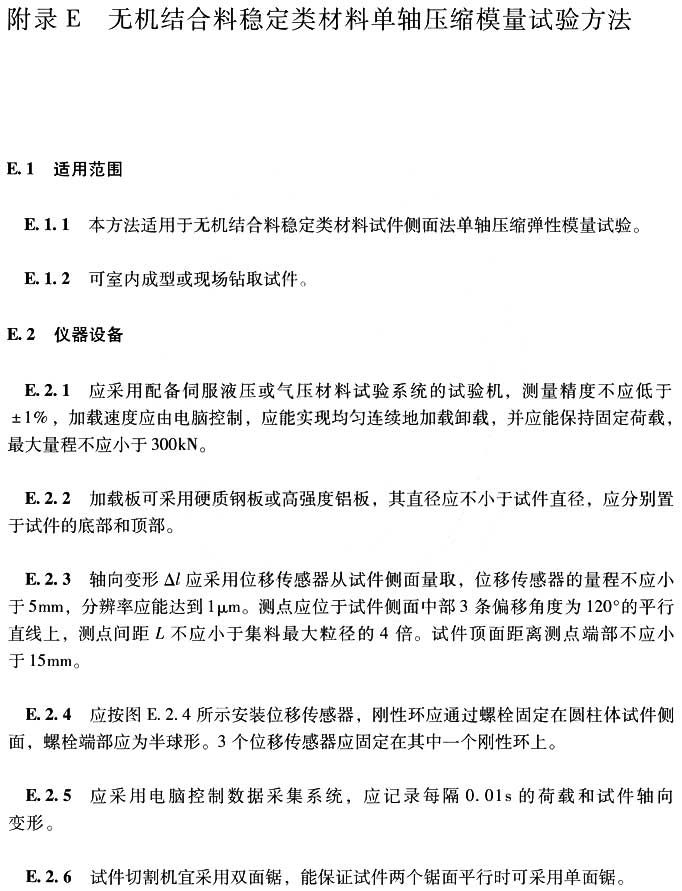 附录 E 无机结合料稳定类材料单轴压缩模量试验方法
E. 1 适用范围
E. 1. 1 本方法适用于无机结合料稳定类材料试件侧面法单轴压缩弹性模量试验。
E. 1. 2 可室内成型或现场钻取试件。
E. 2 仪器设备
E. 2. 1 应采用配备伺服液压或气压材料试验系统的试验机，测量精度不应低于
±1%，加载速度应由电脑控制，应能实现均匀连续地加载卸载，并应能保持固定荷载，
最大量程不应小于 300kN。
E. 2. 2 加载板可采用硬质钢板或高强度铝板，其直径应不小于试件直径，应分别置
于试件的底部和顶部。
E. 2. 3 轴向变形 Δl 应采用位移传感器从试件侧面量取，位移传感器的量程不应小
于 5mm，分辨率应能达到 1μm。测点应位于试件侧面中部 3 条偏移角度为 120°的平行
直线上，测点间距 L 不应小于集料最大粒径的 4 倍。试件顶面距离测点端部不应小
于 15mm。
E. 2. 4 应按图 E. 2. 4 所示安装位移传感器，刚性环应通过螺栓固定在圆柱体试件侧
面，螺栓端部应为半球形。3 个位移传感器应固定在其中一个刚性环上。
E. 2. 5 应采用电脑控制数据采集系统，应记录每隔 0. 01s 的荷载和试件轴向
变形。
E. 2. 6 试件切割机宜采用双面锯，能保证试件两个锯面平行时可采用单面锯。